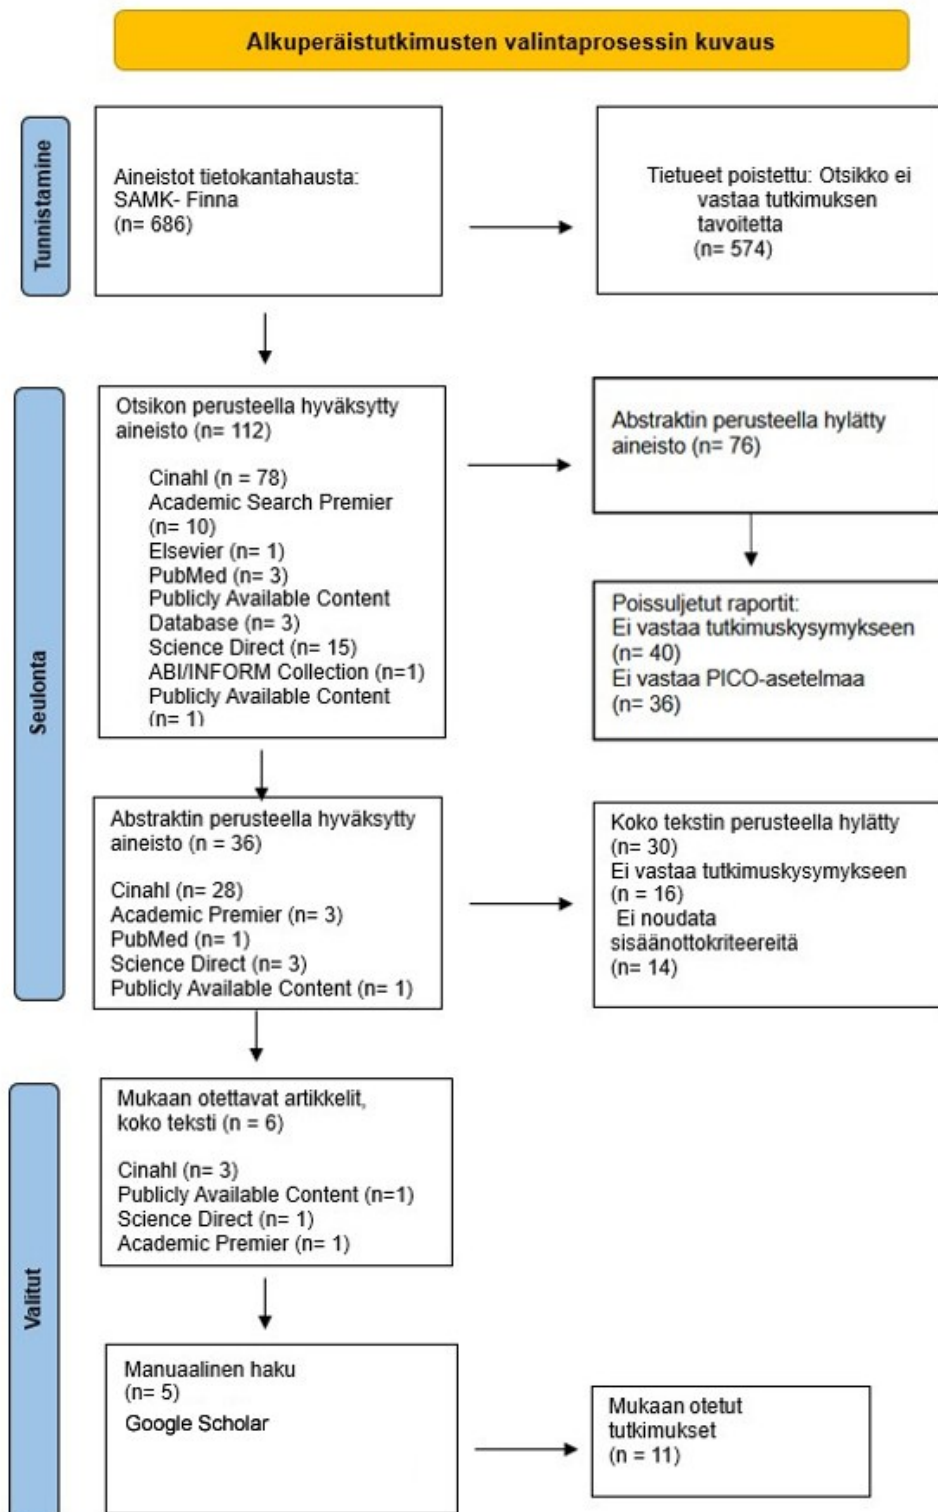 Alkuperäistutkimusten valintaprosessin kuvaus
Tunnistaminen
Aineistot tietokantahausta:
SAMK- Finna
(n= 686)
Tietueet poistettu: Otsikko ei
vastaa tutkimuksen
tavoitetta
(n= 574)
Seulonta
Otsikon perusteella hyväksytty
aineisto (n= 112)
Cinahl (n = 78)
Academic Search Premier
(n= 10)
Elsevier (n= 1)
PubMed (n= 3)
Publicly Available Content
Database (n= 3)
Science Direct (n= 15)
ABI/INFORM Collection (n=1)
Publicly Available Content
(n= 1)
Abstraktin perusteella hylätty
aineisto (n= 76)
Poissuljetut raportit:
Ei vastaa tutkimuskysymykseen
(n= 40)
Ei vastaa PICO-asetelmaa
(n= 36)
Abstraktin perusteella hyväksytty
aineisto (n = 36)
Cinahl (n= 28)
Academic Premier (n= 3)
PubMed (n= 1)
Science Direct (n= 3)
Publicly Available Content (n= 1)
Koko tekstin perusteella hylätty
(n= 30)
Ei vastaa tutkimuskysymykseen
(n = 16)
Ei noudata
sisäänottokriteereitä
(n= 14)
Valitut
Mukaan otettavat artikkelit,
koko teksti (n = 6)
Cinahl (n= 3)
Publicly Available Content (n=1)
Science Direct (n= 1)
Academic Premier (n= 1)
Manuaalinen haku
(n= 5)
Google Scholar
Mukaan otetut
tutkimukset
(n = 11)